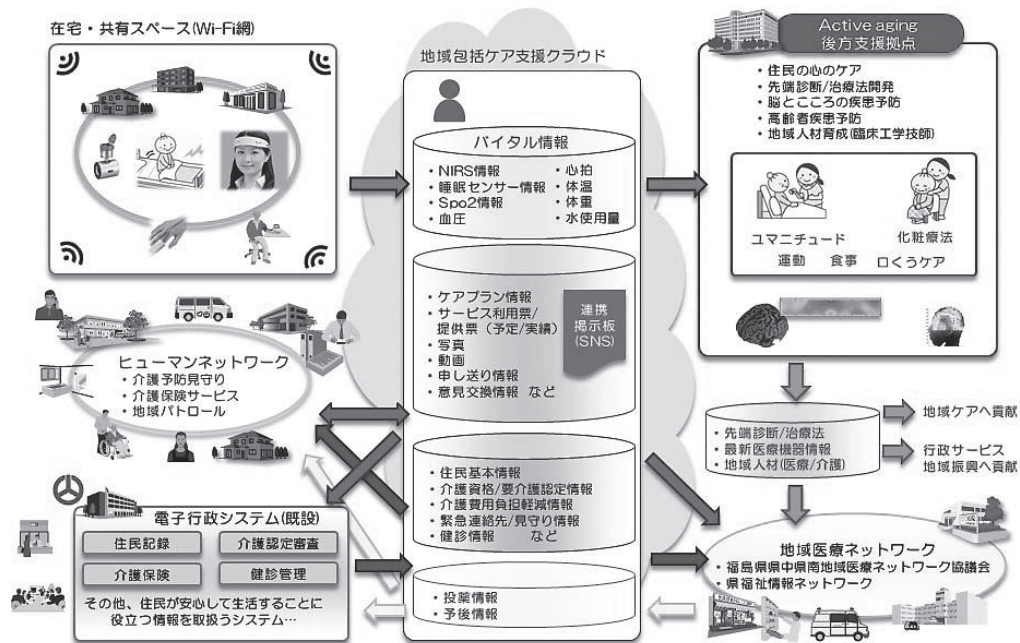 在宅・共有スペース(Wi-Fi網)
地域包括ケア支援クラウド
バイタル情報
・NIRS情報
・睡眠センサー情報
・Spo2情報
・血圧
・心拍
・体温
・体重
・水使用量
・ケアプラン情報
・サービス利用票/
提供票（予定/実績）
・写真
・動画
・申し送り情報
・意見交換情報 など
連携
掲示板
(SNS)
・住民基本情報
・介護資格/要介護認定情報
・介護費用負担軽減情報
・緊急連絡先/見守り情報
・健診情報 など
・投薬情報
・予後情報
Active aging
後方支援拠点
・住民の心のケア
・先端診断/治療法開発
・脳とこころの疾患予防
・高齢者疾患予防
・地域人材育成(臨床工学技師)
ユマニチュード
化粧療法
運動 食事 口くうケア
・先端診断/治療法
・最新医療機器情報
・地域人材(医療/介護)
地域ケアへ貢献
行政サービス
地域振興へ貢献
地域医療ネットワーク
・福島県県中県南地域医療ネットワーク協議会
・県福祉情報ネットワーク
ヒューマンネットワーク
・介護予防見守り
・介護保険サービス
・地域パトロール
電子行政システム(既設)
住民記録
介護認定審査
介護保険
健診管理
その他、住民が安心して生活することに
役立つ情報を取扱うシステム…